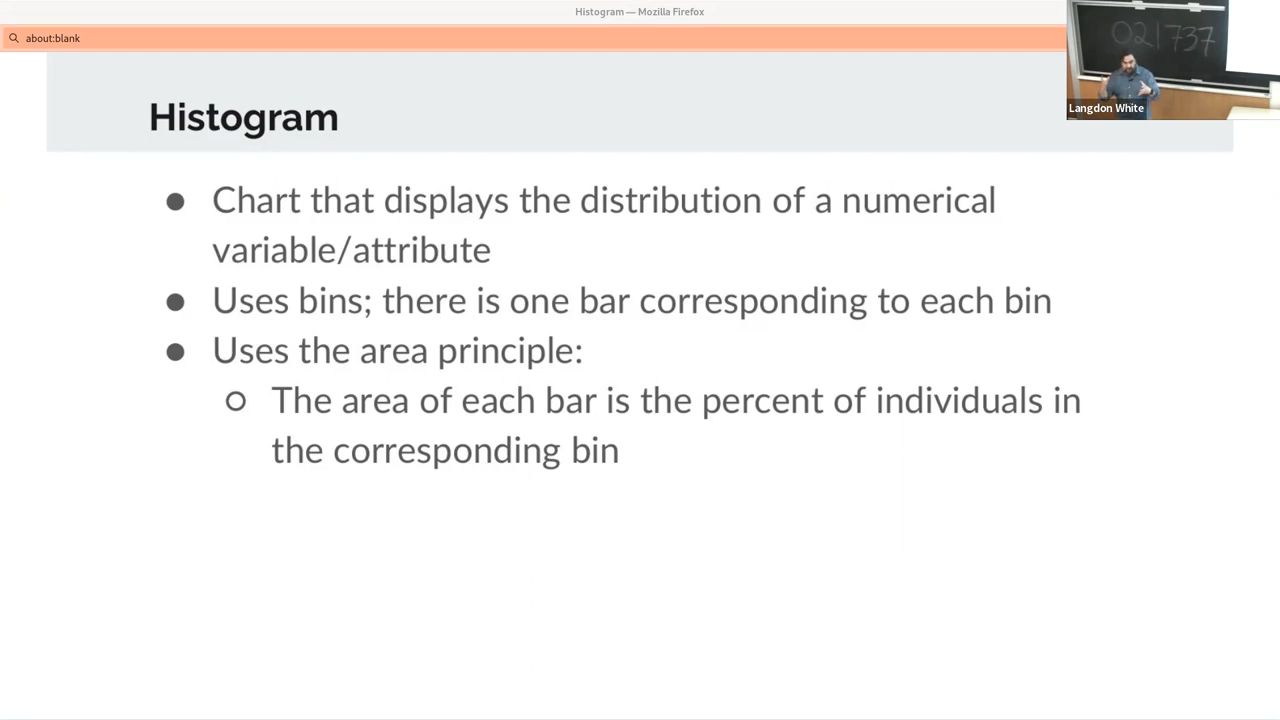 Histogram — Mozilla Firefox
about:blank
021737
Langdon White
Histogram
● Chart that displays the distribution of a numerical
variable/attribute
● Uses bins; there is one bar corresponding to each bin
● Uses the area principle:
○ The area of each bar is the percent of individuals in
the corresponding bin